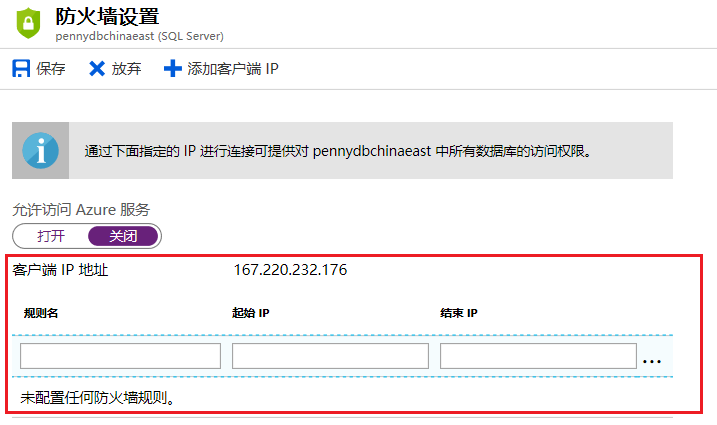 防火墙设置
pennydbchinaeast (SQL Server)
保存 放弃 添加客户端 IP
通过下面指定的 IP 进行连接可提供对 pennydbchinaeast 中所有数据库的访问权限。
允许访问 Azure 服务
打开 关闭
客户端 IP 地址 167.220.232.176
规则名 起始 IP 结束 IP
...
未配置任何防火墙规则。